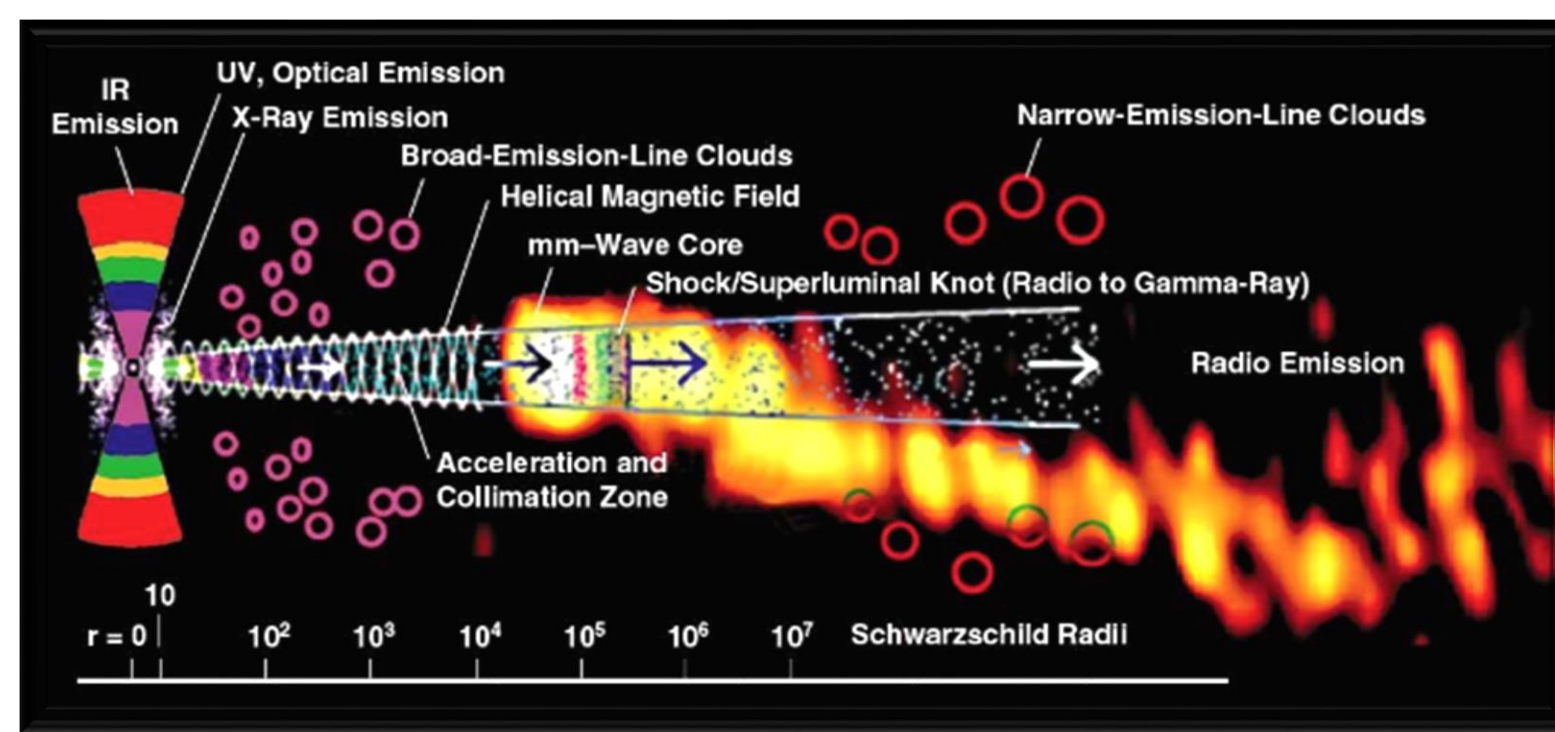 UV, Optical Emission
IR
Emission
X-Ray Emission
Narrow-Emission-Line Clouds
Broad-Emission-Line Clouds
Helical Magnetic Field
mm–Wave Core
Shock/Superluminal Knot (Radio to Gamma-Ray)
Radio Emission
Acceleration and
Collimation Zone
10
r = 0
10²
10³
10⁴
10⁵
10⁶
10⁷
Schwarzschild Radii